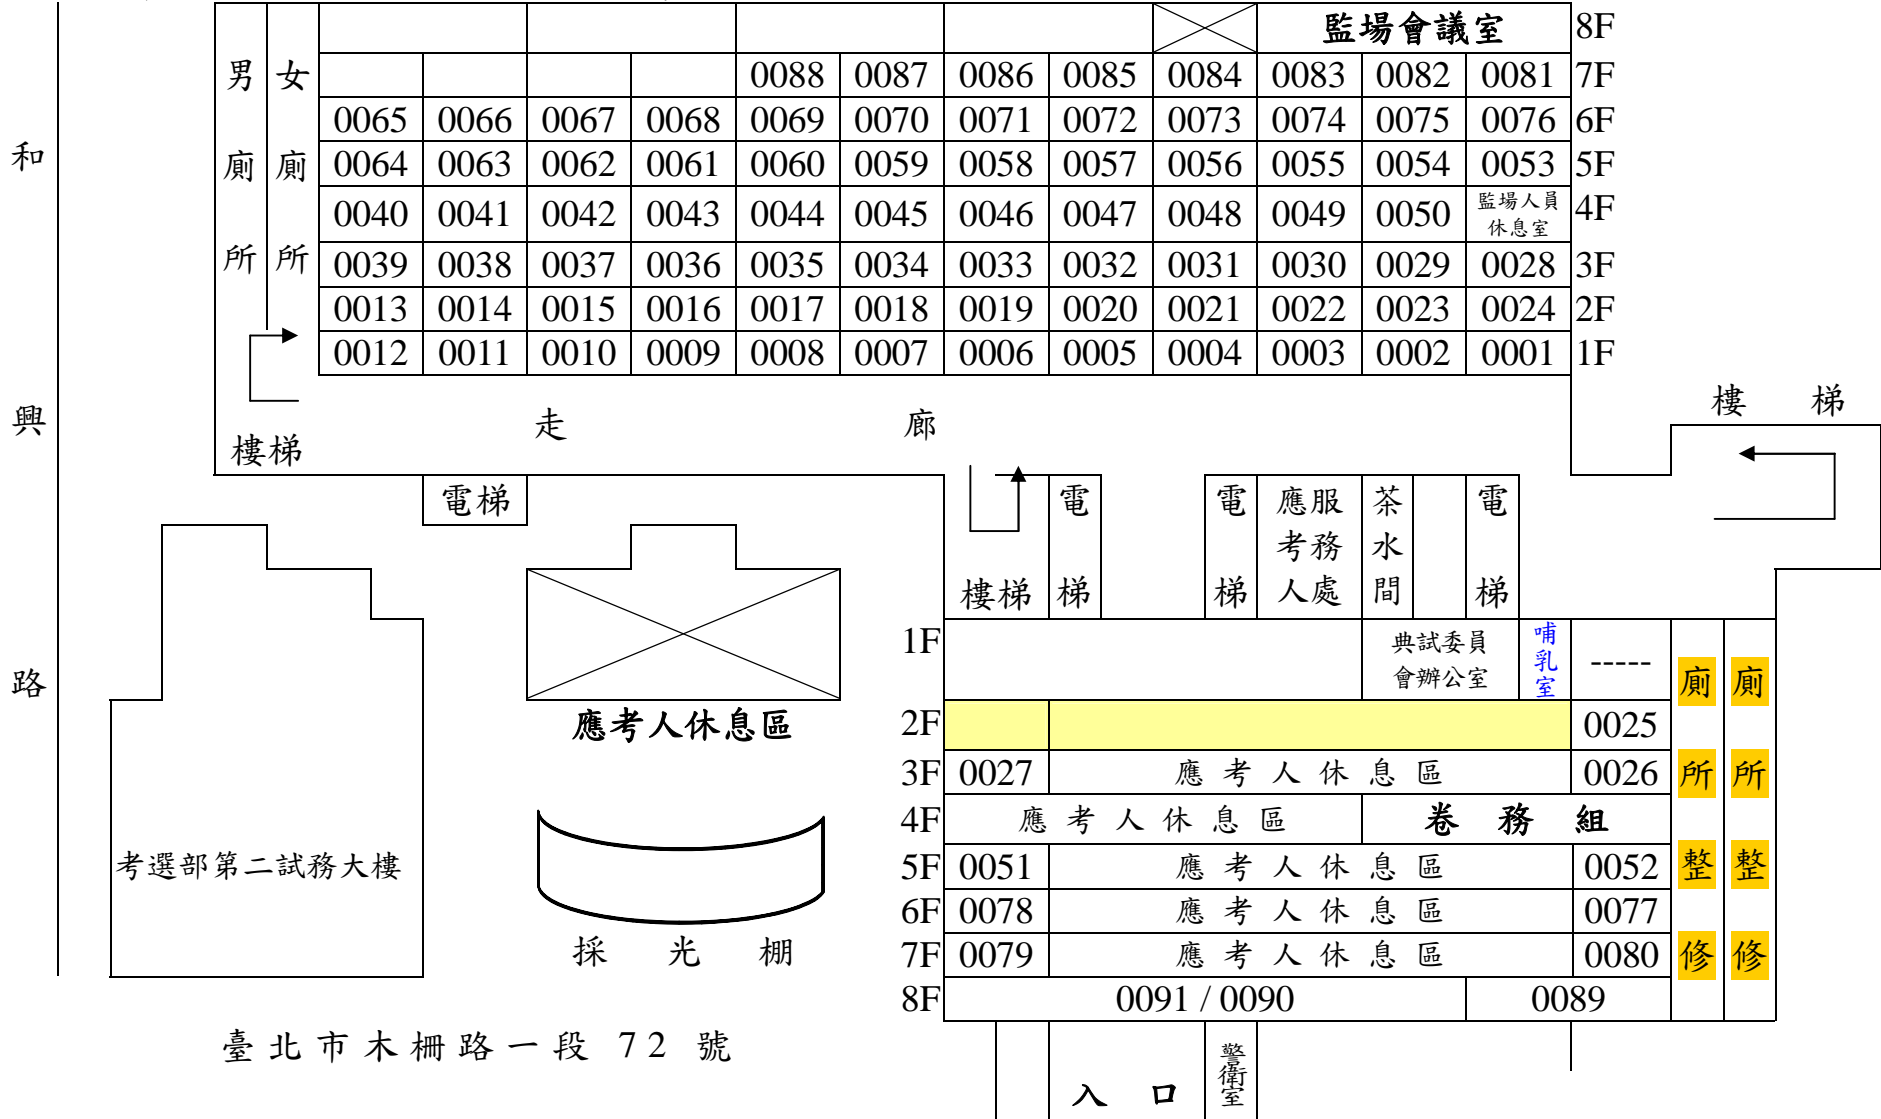 監場會議室 8F
男 女 0088 0087 0086 0085 0084 0083 0082 0081 7F
0065 0066 0067 0068 0069 0070 0071 0072 0073 0074 0075 0076 6F
和 廁 廁 0064 0063 0062 0061 0060 0059 0058 0057 0056 0055 0054 0053 5F
0040 0041 0042 0043 0044 0045 0046 0047 0048 0049 0050 監場人員休息室 4F
所 所 0039 0038 0037 0036 0035 0034 0033 0032 0031 0030 0029 0028 3F
0013 0014 0015 0016 0017 0018 0019 0020 0021 0022 0023 0024 2F
0012 0011 0010 0009 0008 0007 0006 0005 0004 0003 0002 0001 1F
興 走 廊 樓 梯
樓梯
電梯
樓梯
電梯
電梯
應考人
服務處
茶水間
電梯
路
1F 典試委員會辦公室 哺乳室 -----
2F 0025
3F 0027 應考人休息區 0026
4F 應考人休息區 卷務組
5F 0051 應考人休息區 0052
6F 0078 應考人休息區 0077
7F 0079 應考人休息區 0080
8F 0091 / 0090 0089
廁所整修
廁所整修
應考人休息區
考選部第二試務大樓
採 光 棚
臺北市木柵路一段 72 號
警衛室
入 口